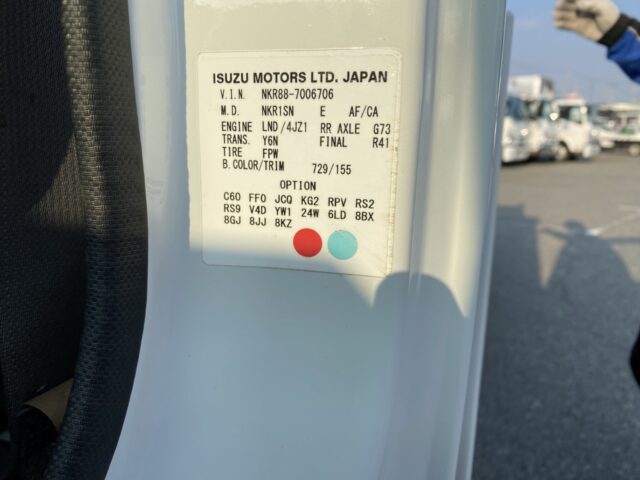 ISUZU MOTORS LTD. JAPAN
V.I.N. NKR88-7006706
M.D. NKR1SN E AF/CA
ENGINE LND/4JZ1 RR AXLE G73
TRANS. Y6N FINAL R41
TIRE FPW
B.COLOR/TRIM 729/155
OPTION
C60 FF0 JCQ KG2 RPV RS2
RS9 V4D YW1 24W 6LD 8BX
8GJ 8JJ 8KZ